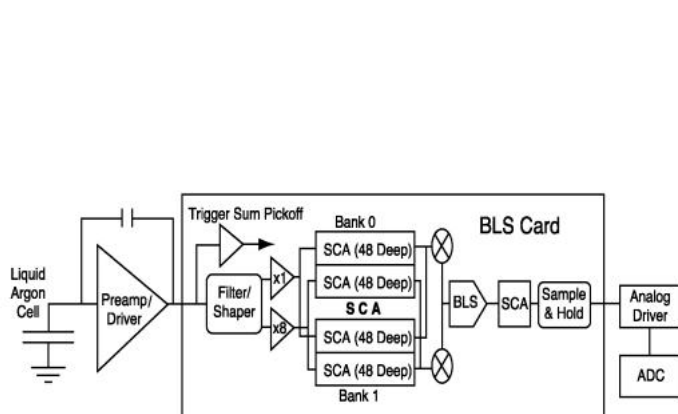 Liquid
Argon
Cell
Preamp/
Driver
Trigger Sum Pickoff
Filter/
Shaper
x1
x8
Bank 0
SCA (48 Deep)
SCA (48 Deep)
S C A
SCA (48 Deep)
SCA (48 Deep)
Bank 1
BLS Card
BLS
SCA
Sample
& Hold
Analog
Driver
ADC